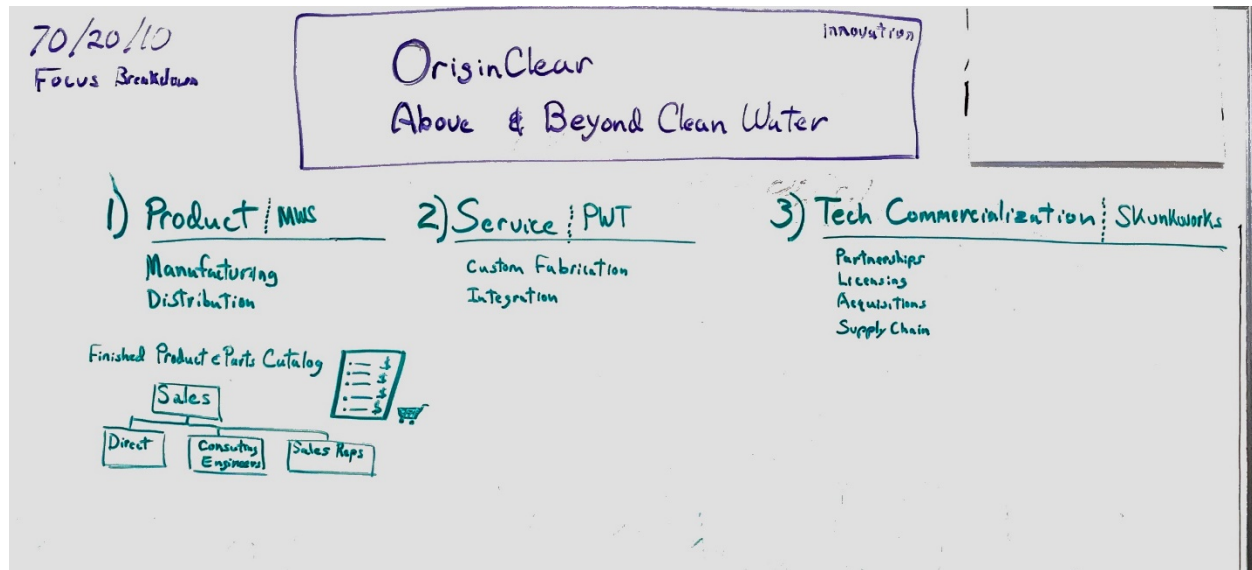 70/20/10
Focus Breakdown
Innovation
OriginClear
Above & Beyond Clean Water
1) Product | MWS
Manufacturing
Distribution
Finished Product & Parts Catalog
$
$
$
$
Sales
Direct
Consulting
Engineers
Sales Reps
2) Service | PWT
Custom Fabrication
Integration
3) Tech Commercialization | Skunkworks
Partnerships
Licensing
Acquisitions
Supply Chain